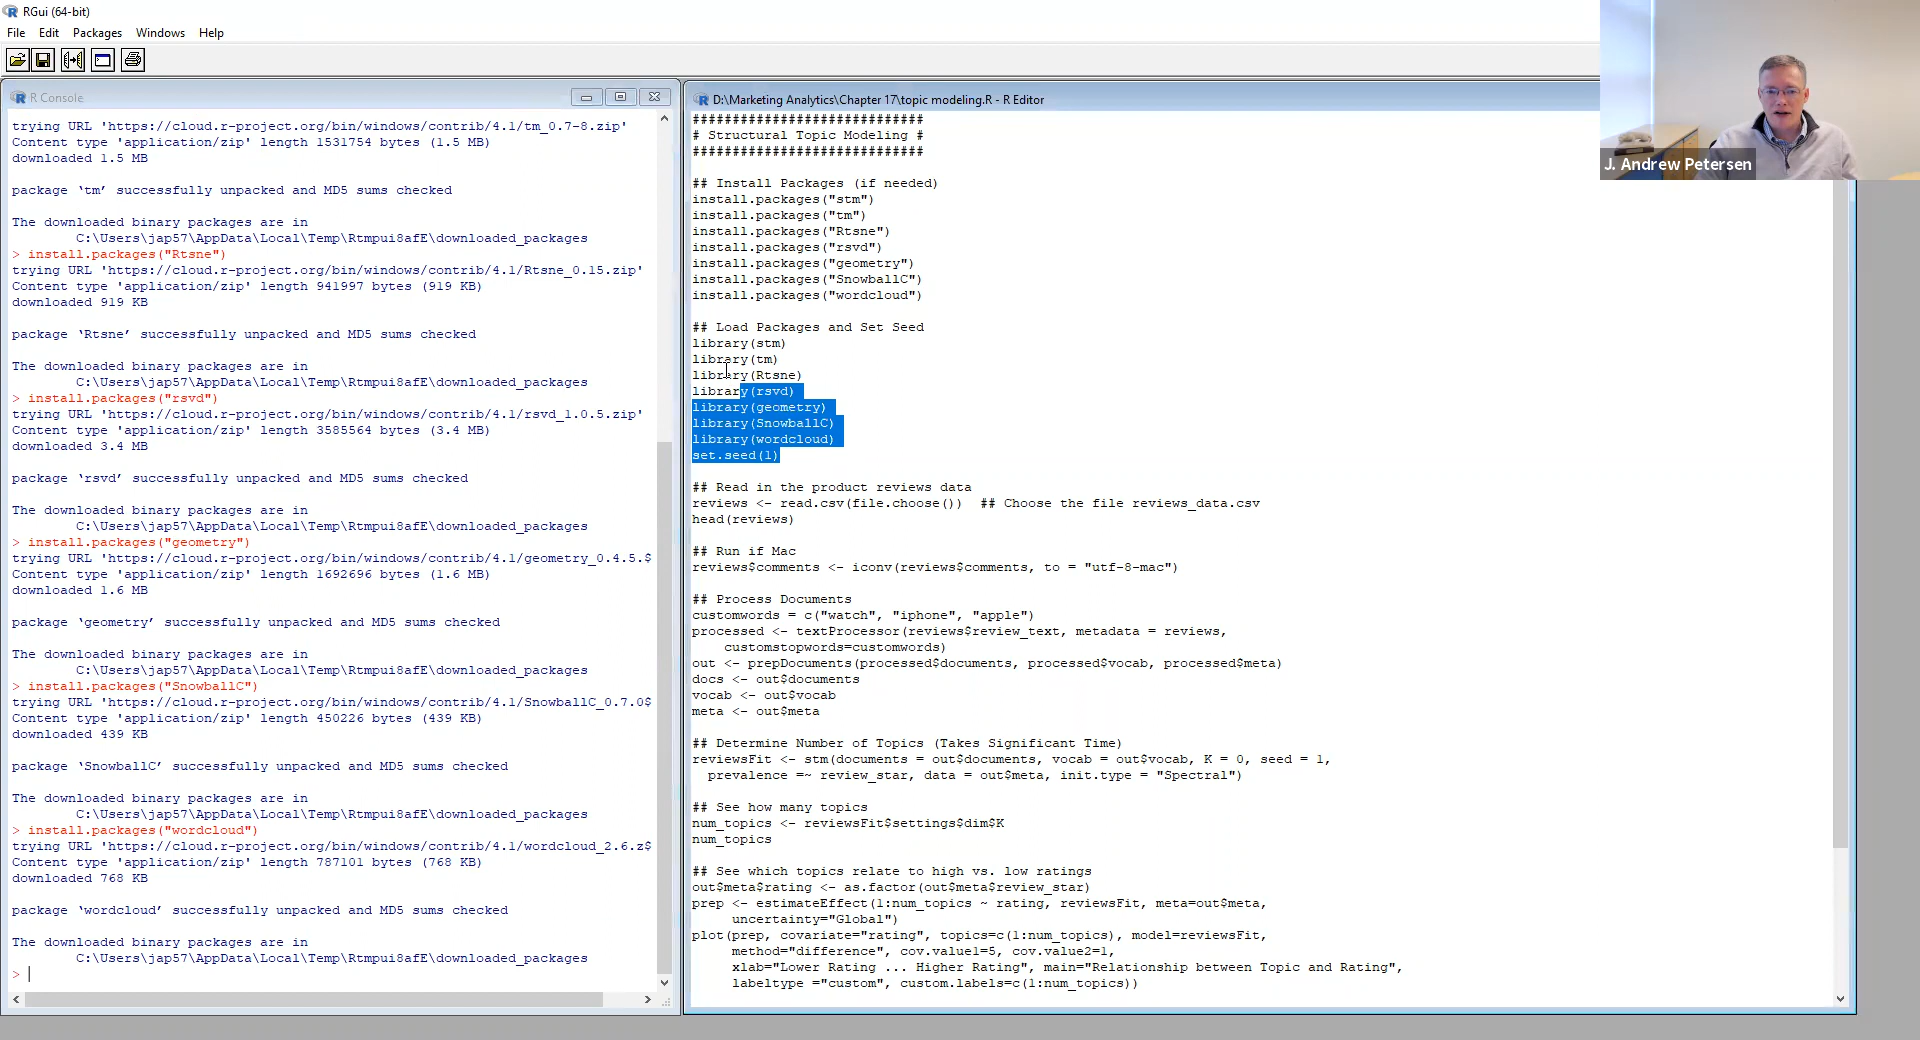 RGui (64-bit)
File Edit Packages Windows Help
R Console
trying URL 'https://cloud.r-project.org/bin/windows/contrib/4.1/tm_0.7-8.zip'
Content type 'application/zip' length 1531754 bytes (1.5 MB)
downloaded 1.5 MB
package ‘tm’ successfully unpacked and MD5 sums checked
The downloaded binary packages are in
C:\Users\jap57\AppData\Local\Temp\Rtmpui8afE\downloaded_packages
> install.packages("Rtsne")
trying URL 'https://cloud.r-project.org/bin/windows/contrib/4.1/Rtsne_0.15.zip'
Content type 'application/zip' length 941997 bytes (919 KB)
downloaded 919 KB
package ‘Rtsne’ successfully unpacked and MD5 sums checked
The downloaded binary packages are in
C:\Users\jap57\AppData\Local\Temp\Rtmpui8afE\downloaded_packages
> install.packages("rsvd")
trying URL 'https://cloud.r-project.org/bin/windows/contrib/4.1/rsvd_1.0.5.zip'
Content type 'application/zip' length 3585564 bytes (3.4 MB)
downloaded 3.4 MB
package ‘rsvd’ successfully unpacked and MD5 sums checked
The downloaded binary packages are in
C:\Users\jap57\AppData\Local\Temp\Rtmpui8afE\downloaded_packages
> install.packages("geometry")
trying URL 'https://cloud.r-project.org/bin/windows/contrib/4.1/geometry_0.4.5.$
Content type 'application/zip' length 1692696 bytes (1.6 MB)
downloaded 1.6 MB
package ‘geometry’ successfully unpacked and MD5 sums checked
The downloaded binary packages are in
C:\Users\jap57\AppData\Local\Temp\Rtmpui8afE\downloaded_packages
> install.packages("SnowballC")
trying URL 'https://cloud.r-project.org/bin/windows/contrib/4.1/SnowballC_0.7.0$
Content type 'application/zip' length 450226 bytes (439 KB)
downloaded 439 KB
package ‘SnowballC’ successfully unpacked and MD5 sums checked
The downloaded binary packages are in
C:\Users\jap57\AppData\Local\Temp\Rtmpui8afE\downloaded_packages
> install.packages("wordcloud")
trying URL 'https://cloud.r-project.org/bin/windows/contrib/4.1/wordcloud_2.6.z$
Content type 'application/zip' length 787101 bytes (768 KB)
downloaded 768 KB
package ‘wordcloud’ successfully unpacked and MD5 sums checked
The downloaded binary packages are in
C:\Users\jap57\AppData\Local\Temp\Rtmpui8afE\downloaded_packages
>
D:\Marketing Analytics\Chapter 17\topic modeling.R - R Editor
#############################
# Structural Topic Modeling #
#############################
## Install Packages (if needed)
install.packages("stm")
install.packages("tm")
install.packages("Rtsne")
install.packages("rsvd")
install.packages("geometry")
install.packages("SnowballC")
install.packages("wordcloud")
## Load Packages and Set Seed
library(stm)
library(tm)
library(Rtsne)
library(rsvd)
library(geometry)
library(SnowballC)
library(wordcloud)
set.seed(1)
## Read in the product reviews data
reviews <- read.csv(file.choose())  ## Choose the file reviews_data.csv
head(reviews)
## Run if Mac
reviews$comments <- iconv(reviews$comments, to = "utf-8-mac")
## Process Documents
customwords = c("watch", "iphone", "apple")
processed <- textProcessor(reviews$review_text, metadata = reviews,
customstopwords=customwords)
out <- prepDocuments(processed$documents, processed$vocab, processed$meta)
docs <- out$documents
vocab <- out$vocab
meta <- out$meta
## Determine Number of Topics (Takes Significant Time)
reviewsFit <- stm(documents = out$documents, vocab = out$vocab, K = 0, seed = 1,
prevalence =~ review_star, data = out$meta, init.type = "Spectral")
## See how many topics
num_topics <- reviewsFit$settings$dim$K
num_topics
## See which topics relate to high vs. low ratings
out$meta$rating <- as.factor(out$meta$review_star)
prep <- estimateEffect(1:num_topics ~ rating, reviewsFit, meta=out$meta,
uncertainty="Global")
plot(prep, covariate="rating", topics=c(1:num_topics), model=reviewsFit,
method="difference", cov.value1=5, cov.value2=1,
xlab="Lower Rating ... Higher Rating", main="Relationship between Topic and Rating",
labeltype ="custom", custom.labels=c(1:num_topics))
J. Andrew Petersen